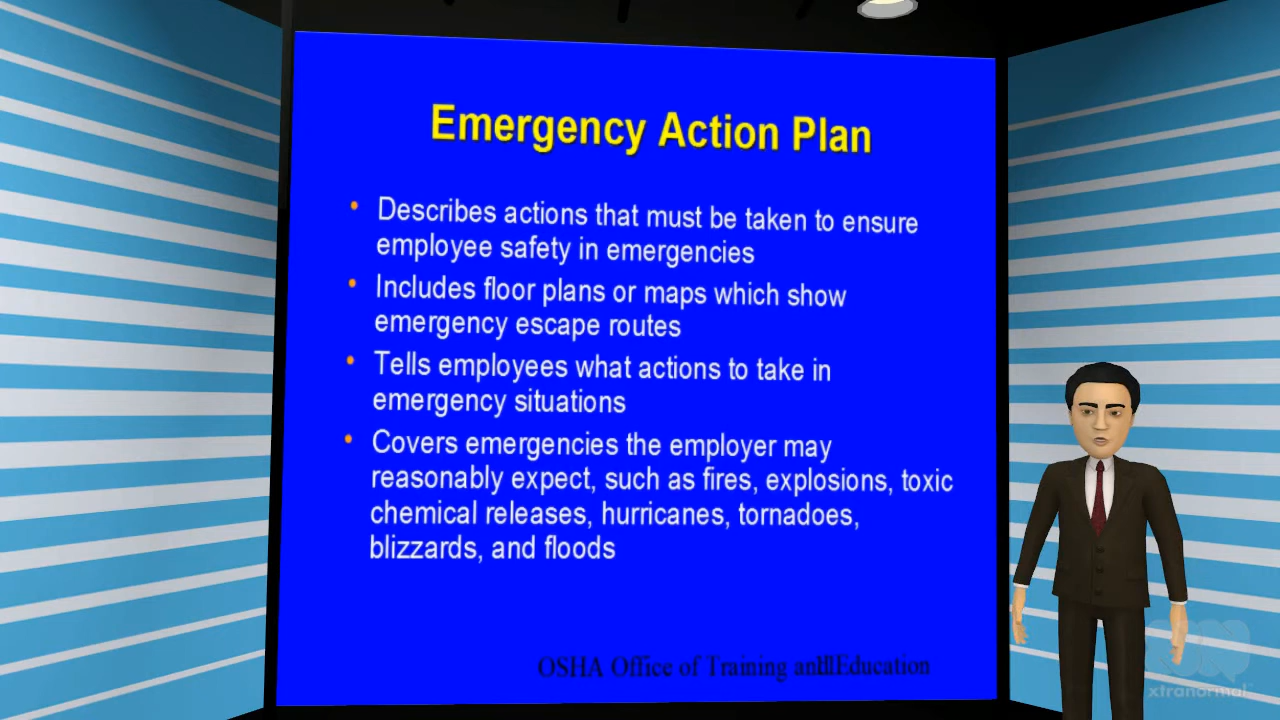 Emergency Action Plan
• Describes actions that must be taken to ensure
employee safety in emergencies
• Includes floor plans or maps which show
emergency escape routes
• Tells employees what actions to take in
emergency situations
• Covers emergencies the employer may
reasonably expect, such as fires, explosions, toxic
chemical releases, hurricanes, tornadoes,
blizzards, and floods
OSHA Office of Training and Education
xtranormal